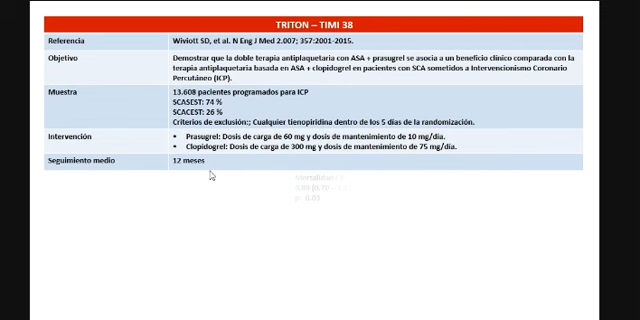 TRITON – TIMI 38
Referencia
Wiviott SD, et al. N Eng J Med 2.007; 357:2001-2015.
Objetivo
Demostrar que la doble terapia antiplaquetaria con ASA + prasugrel se asocia a un beneficio clínico comparada con la
terapia antiplaquetaria basada en ASA + clopidogrel en pacientes con SCA sometidos a Intervencionismo Coronario
Percutáneo (ICP).
Muestra
13.608 pacientes programados para ICP
SCASEST: 74 %
SCACEST: 26 %
Criterios de exclusión:; Cualquier tienopiridina dentro de los 5 días de la randomización.
Intervención
• Prasugrel: Dosis de carga de 60 mg y dosis de mantenimiento de 10 mg/día.
• Clopidogrel: Dosis de carga de 300 mg y dosis de mantenimiento de 75 mg/día.
Seguimiento medio
12 meses
Mortalidad